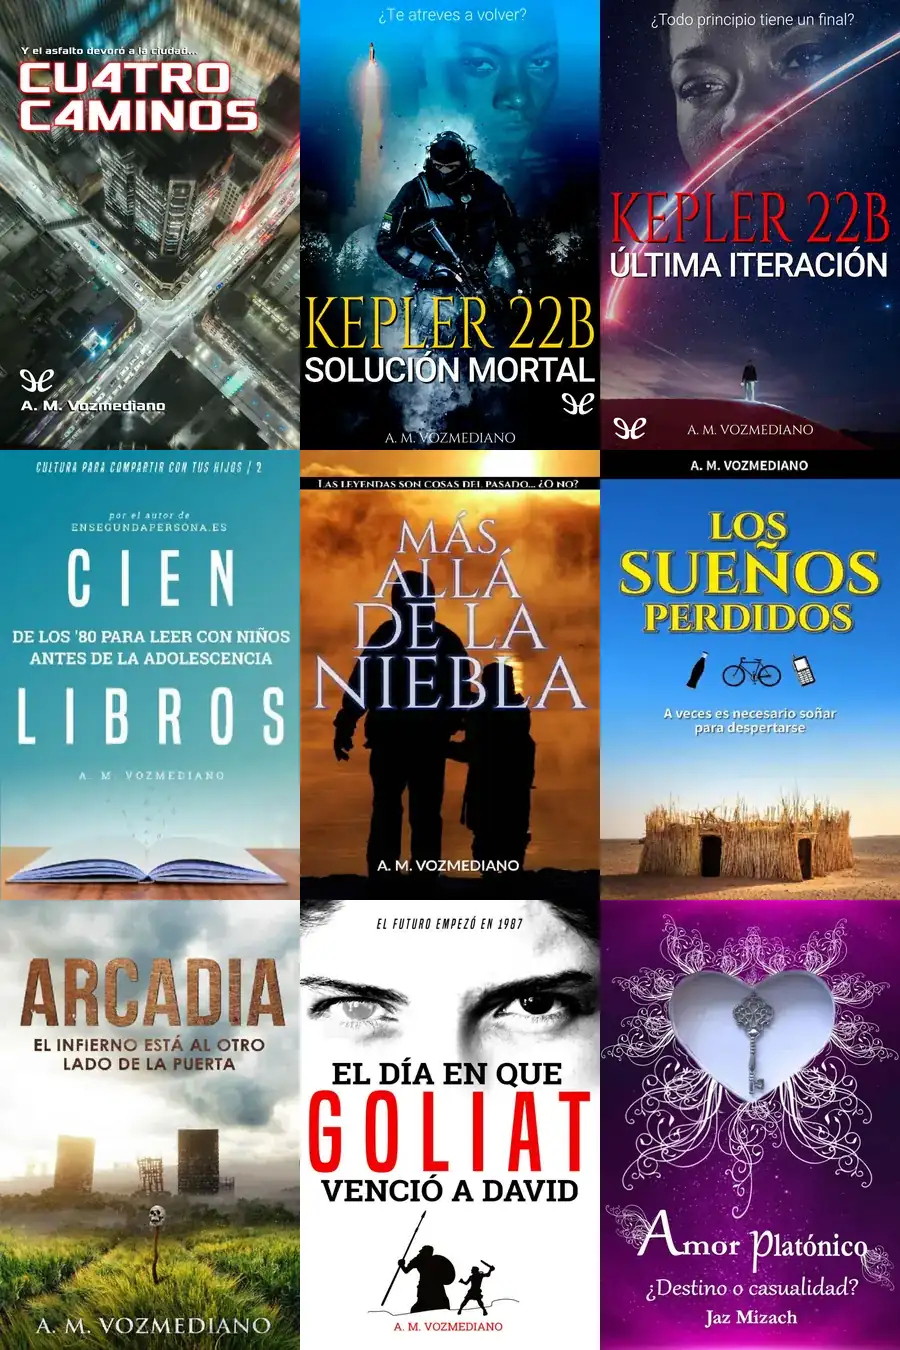 Y el asfalto devoró a la ciudad...
CU4TRO
C4MINOS
A. M. Vozmediano
¿Te atreves a volver?
KEPLER 22B
SOLUCIÓN MORTAL
A. M. VOZMEDIANO
¿Todo principio tiene un final?
KEPLER 22B
ÚLTIMA ITERACIÓN
A. M. VOZMEDIANO
CULTURA PARA COMPARTIR CON TUS HIJOS / 2
por el autor de
ENSEGUNDAPERSONA.ES
CIEN
DE LOS '80 PARA LEER CON NIÑOS
ANTES DE LA ADOLESCENCIA
LIBROS
A. M. VOZMEDIANO
LAS LEYENDAS SON COSAS DEL PASADO... ¿O NO?
MÁS
ALLÁ
DE LA
NIEBLA
A. M. VOZMEDIANO
A. M. VOZMEDIANO
LOS
SUEÑOS
PERDIDOS
A veces es necesario soñar
para despertarse
ARCADIA
EL INFIERNO ESTÁ AL OTRO
LADO DE LA PUERTA
A. M. VOZMEDIANO
EL FUTURO EMPEZÓ EN 1987
EL DÍA EN QUE
GOLIAT
VENCIÓ A DAVID
A. M. VOZMEDIANO
Amor Platónico
¿Destino o casualidad?
Jaz Mizach